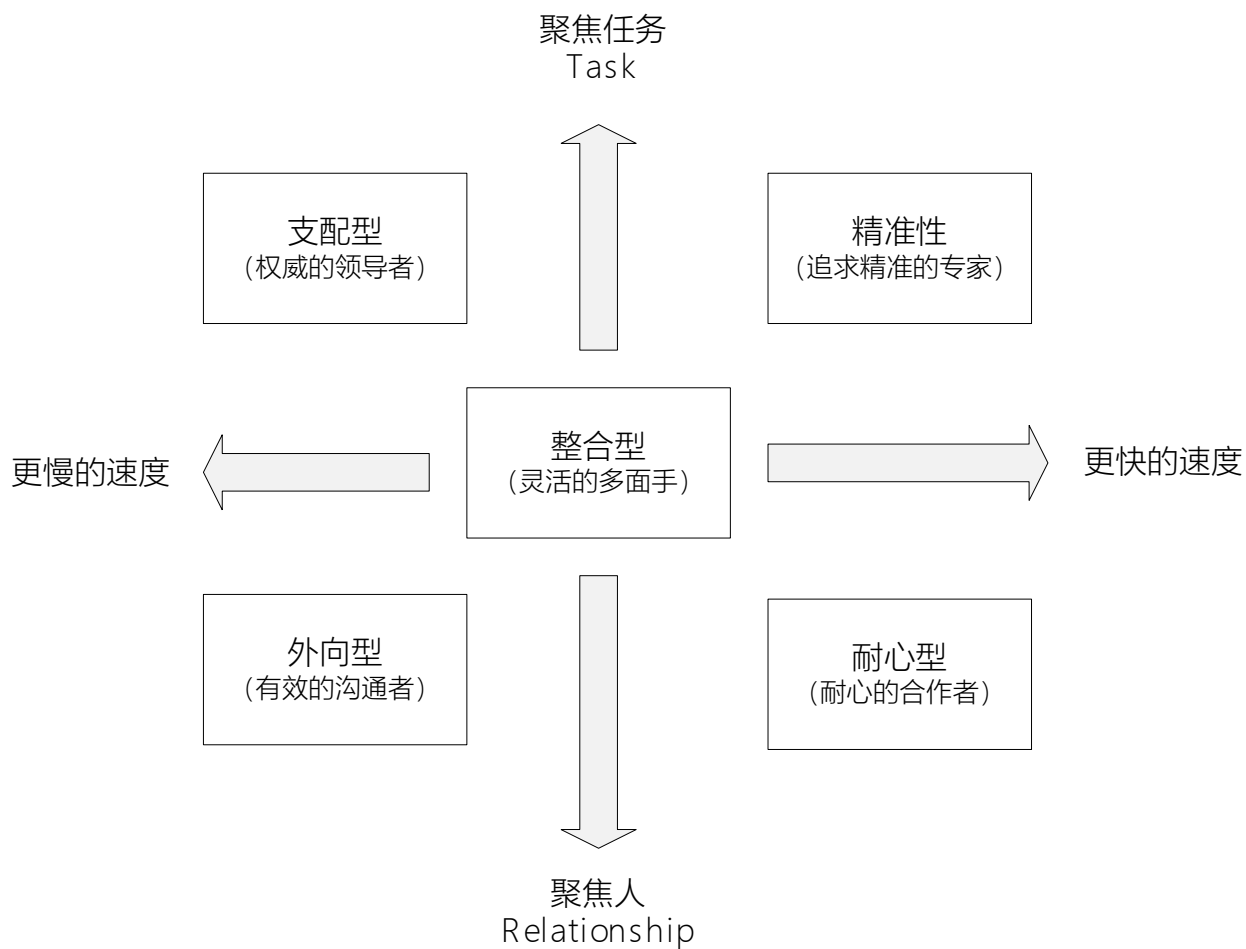 聚焦任务
Task
支配型
（权威的领导者）
精准性
（追求精准的专家）
更慢的速度
整合型
（灵活的多面手）
更快的速度
外向型
（有效的沟通者）
耐心型
（耐心的合作者）
聚焦人
Relationship